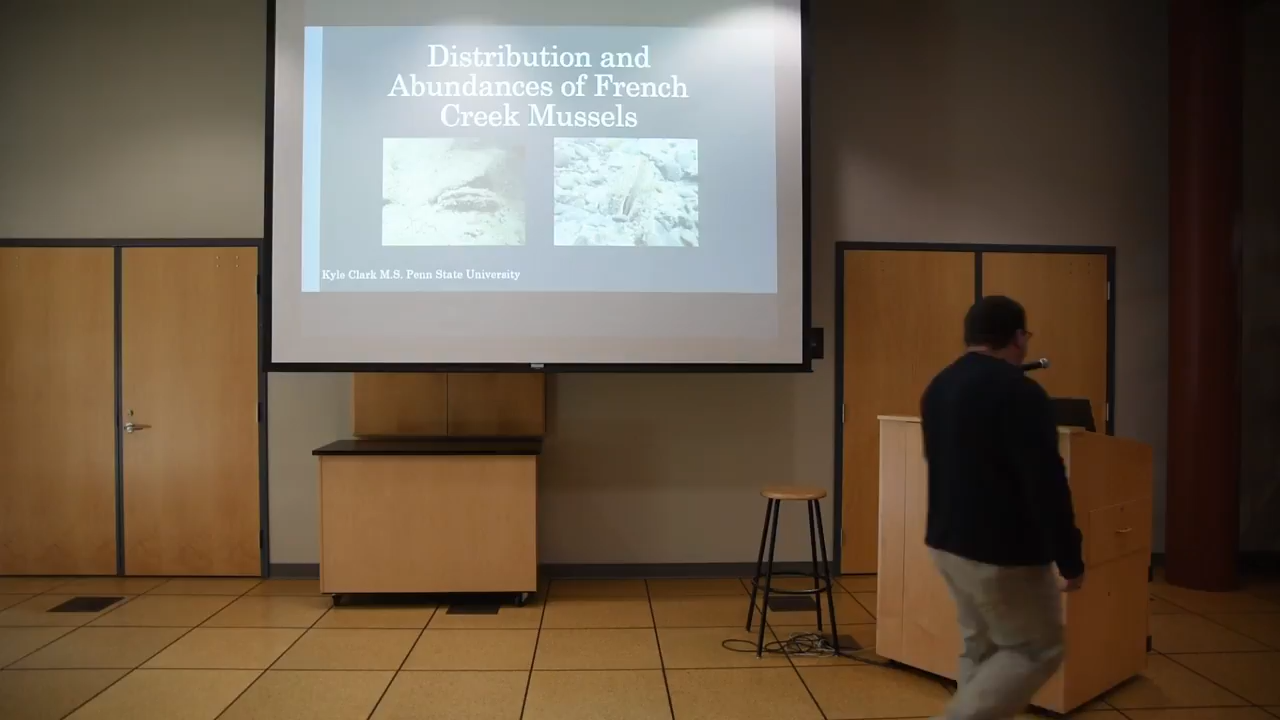 Distribution and
Abundances of French
Creek Mussels
Kyle Clark M.S. Penn State University